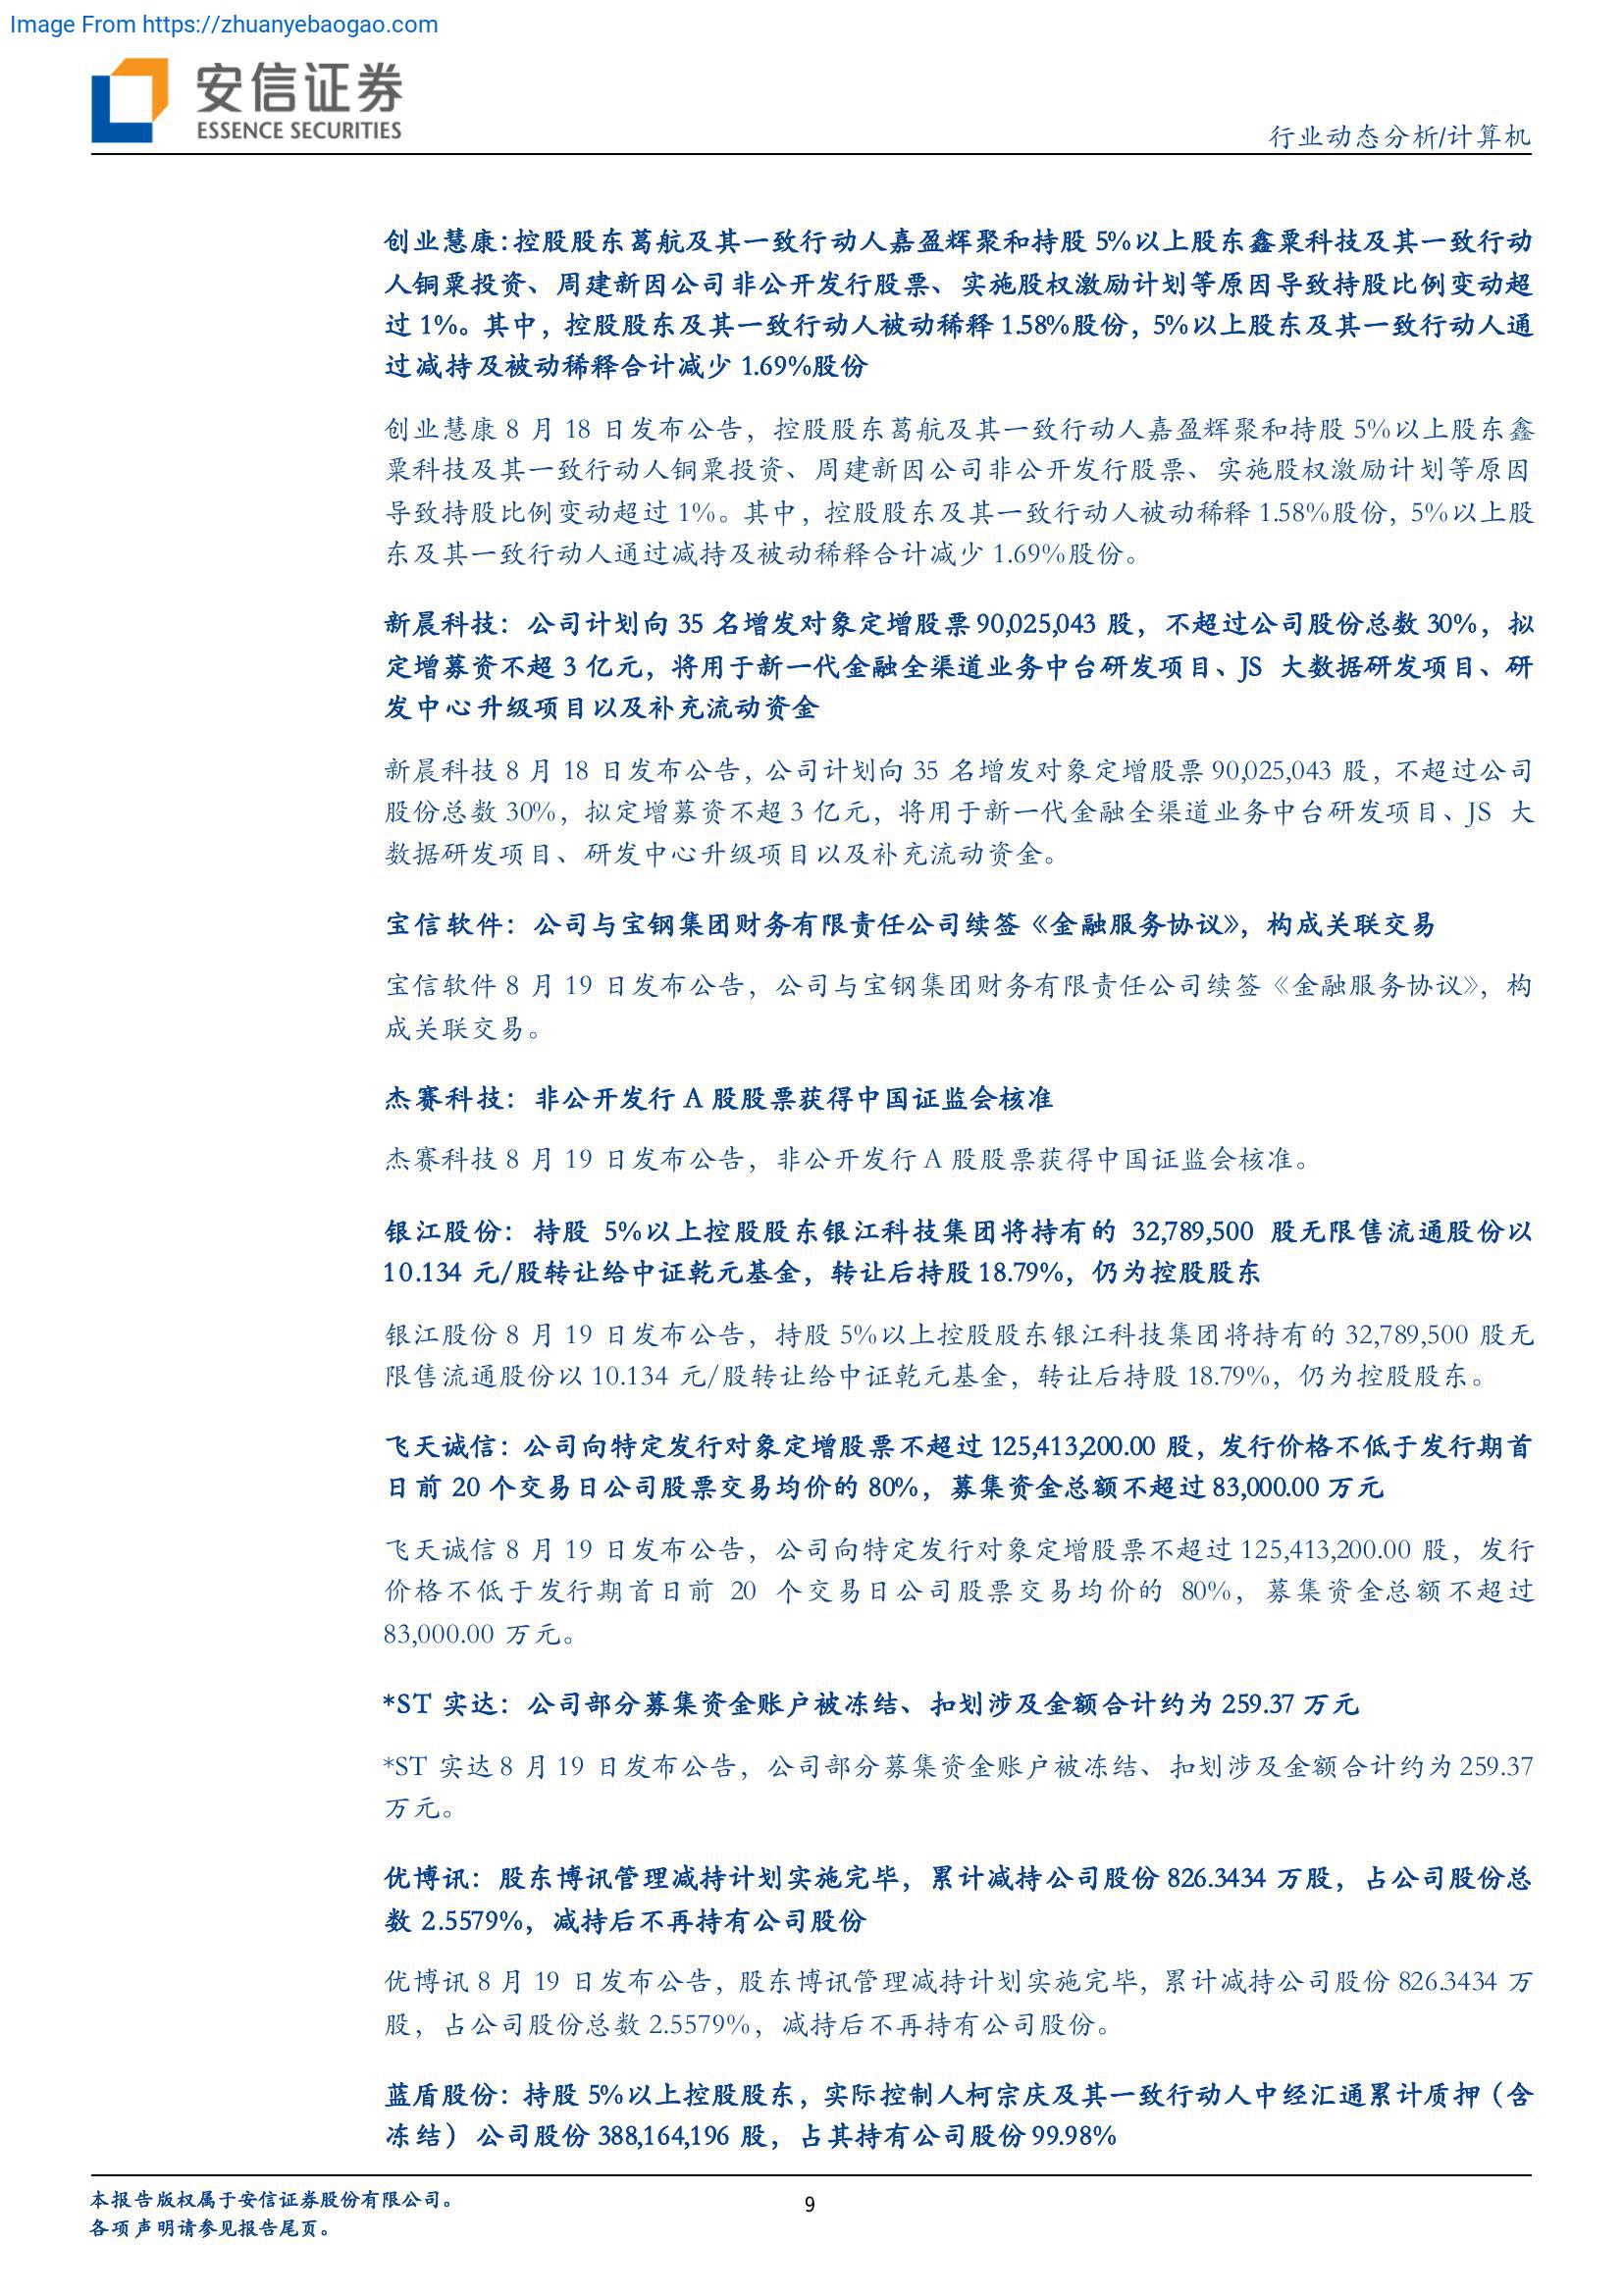 Image From https://zhuanyebaogao.com
安信证券
ESSENCE SECURITIES
行业动态分析/计算机
创业慧康：控股股东葛航及其一致行动人嘉盈辉聚和持股 5%以上股东鑫粟科技及其一致行动
人铜粟投资、周建新因公司非公开发行股票、实施股权激励计划等原因导致持股比例变动超
过 1%。其中，控股股东及其一致行动人被动稀释 1.58%股份，5%以上股东及其一致行动人通
过减持及被动稀释合计减少 1.69%股份
创业慧康 8 月 18 日发布公告，控股股东葛航及其一致行动人嘉盈辉聚和持股 5%以上股东鑫
粟科技及其一致行动人铜粟投资、周建新因公司非公开发行股票、实施股权激励计划等原因
导致持股比例变动超过 1%。其中，控股股东及其一致行动人被动稀释 1.58%股份，5%以上股
东及其一致行动人通过减持及被动稀释合计减少 1.69%股份。
新晨科技：公司计划向 35 名增发对象定增股票 90,025,043 股，不超过公司股份总数 30%，拟
定增募资不超 3 亿元，将用于新一代金融全渠道业务中台研发项目、JS 大数据研发项目、研
发中心升级项目以及补充流动资金
新晨科技 8 月 18 日发布公告，公司计划向 35 名增发对象定增股票 90,025,043 股，不超过公司
股份总数 30%，拟定增募资不超 3 亿元，将用于新一代金融全渠道业务中台研发项目、JS 大
数据研发项目、研发中心升级项目以及补充流动资金。
宝信软件：公司与宝钢集团财务有限责任公司续签《金融服务协议》，构成关联交易
宝信软件 8 月 19 日发布公告，公司与宝钢集团财务有限责任公司续签《金融服务协议》，构
成关联交易。
杰赛科技：非公开发行 A 股股票获得中国证监会核准
杰赛科技 8 月 19 日发布公告，非公开发行 A 股股票获得中国证监会核准。
银江股份：持股 5%以上控股股东银江科技集团将持有的 32,789,500 股无限售流通股份以
10.134 元/股转让给中证乾元基金，转让后持股 18.79%，仍为控股股东
银江股份 8 月 19 日发布公告，持股 5%以上控股股东银江科技集团将持有的 32,789,500 股无
限售流通股份以 10.134 元/股转让给中证乾元基金，转让后持股 18.79%，仍为控股股东。
飞天诚信：公司向特定发行对象定增股票不超过 125,413,200.00 股，发行价格不低于发行期首
日前 20 个交易日公司股票交易均价的 80%，募集资金总额不超过 83,000.00 万元
飞天诚信 8 月 19 日发布公告，公司向特定发行对象定增股票不超过 125,413,200.00 股，发行
价格不低于发行期首日前 20 个交易日公司股票交易均价的 80%，募集资金总额不超过
83,000.00 万元。
*ST 实达：公司部分募集资金账户被冻结、扣划涉及金额合计约为 259.37 万元
*ST 实达 8 月 19 日发布公告，公司部分募集资金账户被冻结、扣划涉及金额合计约为 259.37
万元。
优博讯：股东博讯管理减持计划实施完毕，累计减持公司股份 826.3434 万股，占公司股份总
数 2.5579%，减持后不再持有公司股份
优博讯 8 月 19 日发布公告，股东博讯管理减持计划实施完毕，累计减持公司股份 826.3434 万
股，占公司股份总数 2.5579%，减持后不再持有公司股份。
蓝盾股份：持股 5%以上控股股东，实际控制人柯宗庆及其一致行动人中经汇通累计质押（含
冻结）公司股份 388,164,196 股，占其持有公司股份 99.98%
本报告版权属于安信证券股份有限公司。
各项声明请参见报告尾页。
9